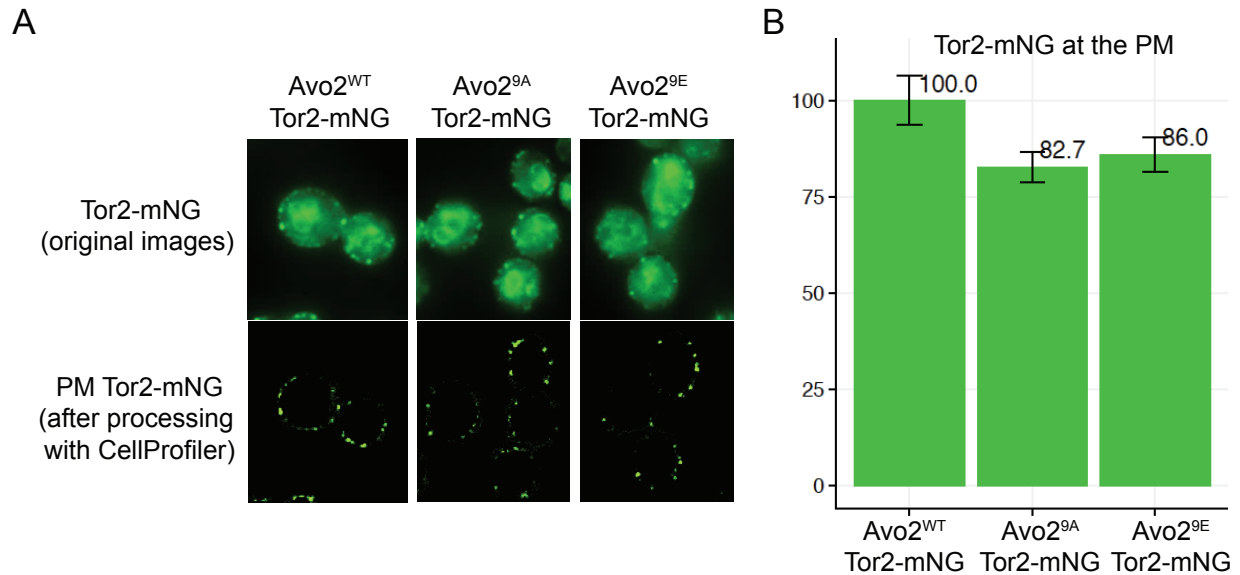 A
Avo2ᵂᵀ
Tor2-mNG
Avo2⁹ᴬ
Tor2-mNG
Avo2⁹ᴱ
Tor2-mNG
Tor2-mNG
(original images)
PM Tor2-mNG
(after processing
with CellProfiler)
B
Tor2-mNG at the PM
100.0
82.7
86.0
100
75
50
25
0
Avo2ᵂᵀ
Tor2-mNG
Avo2⁹ᴬ
Tor2-mNG
Avo2⁹ᴱ
Tor2-mNG